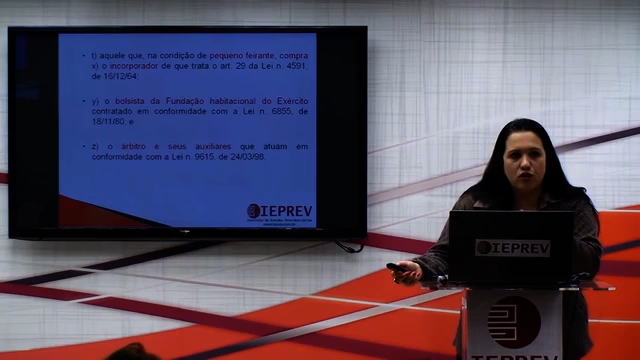 t) aquele que, na condição de pequeno feirante, compra
x) o incorporador de que trata o art. 29 da Lei n. 4591,
de 16/12/64;
y) o bolsista da Fundação habitacional do Exército
contratado em conformidade com a Lei n. 6855, de
18/11/80; e
z) o árbitro e seus auxiliares que atuam em
conformidade com a Lei n. 9615, de 24/03/98.
IEPREV
IEPREV
IEPREV